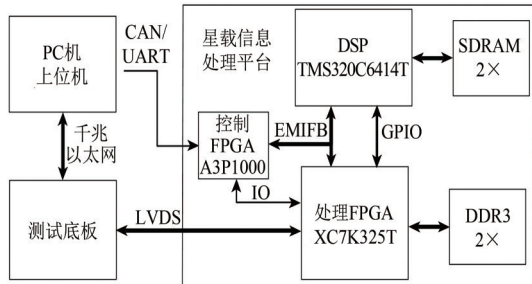 PC机
上位机
CAN/
UART
星载信息
处理平台
DSP
TMS320C6414T
SDRAM
2×
千兆
以太网
控制
FPGA
A3P1000
EMIFB
GPIO
IO
测试底板
LVDS
处理FPGA
XC7K325T
DDR3
2×